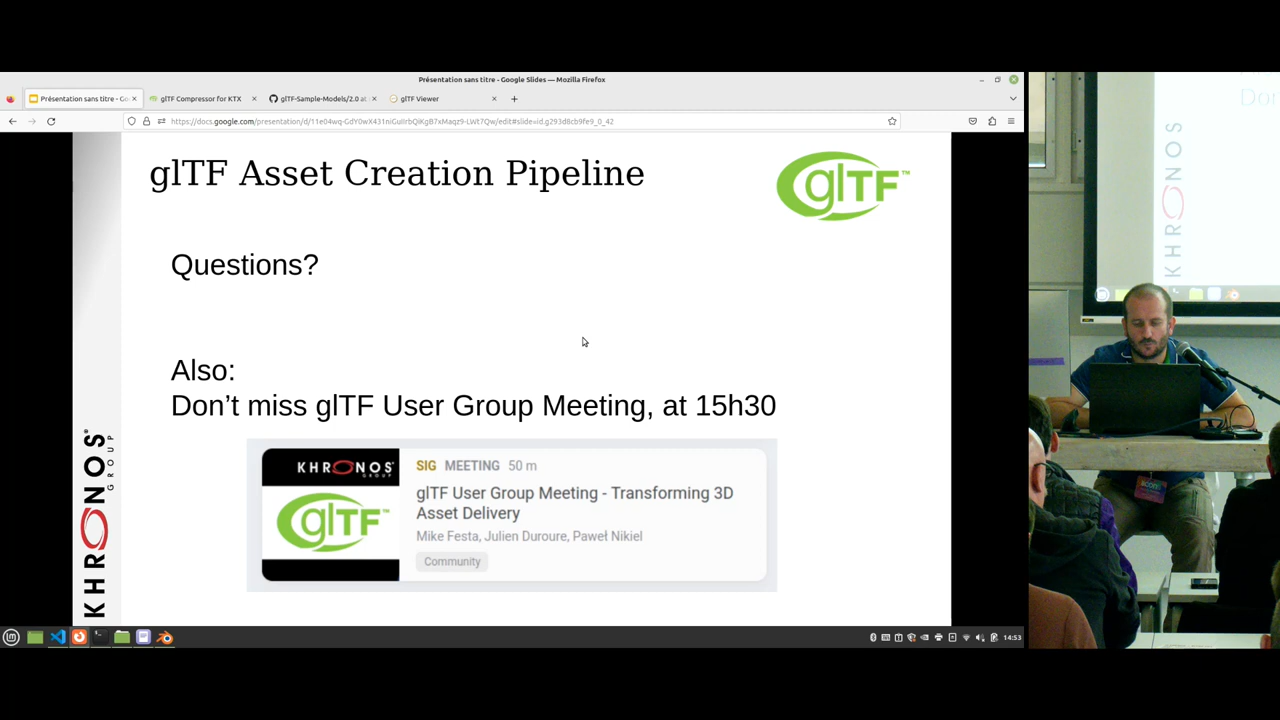 Présentation sans titre - Google Slides — Mozilla Firefox
Présentation sans titre - Go
glTF Compressor for KTX
glTF-Sample-Models/2.0 at
glTF Viewer
glTF Asset Creation Pipeline
glTF™
Questions?
Also:
Don’t miss glTF User Group Meeting, at 15h30
KHRONOS
GROUP
SIG MEETING 50 m
glTF User Group Meeting - Transforming 3D
Asset Delivery
Mike Festa, Julien Duroure, Paweł Nikiel
Community
glTF™
KHRONOS®
GROUP
14:53
KHRONOS